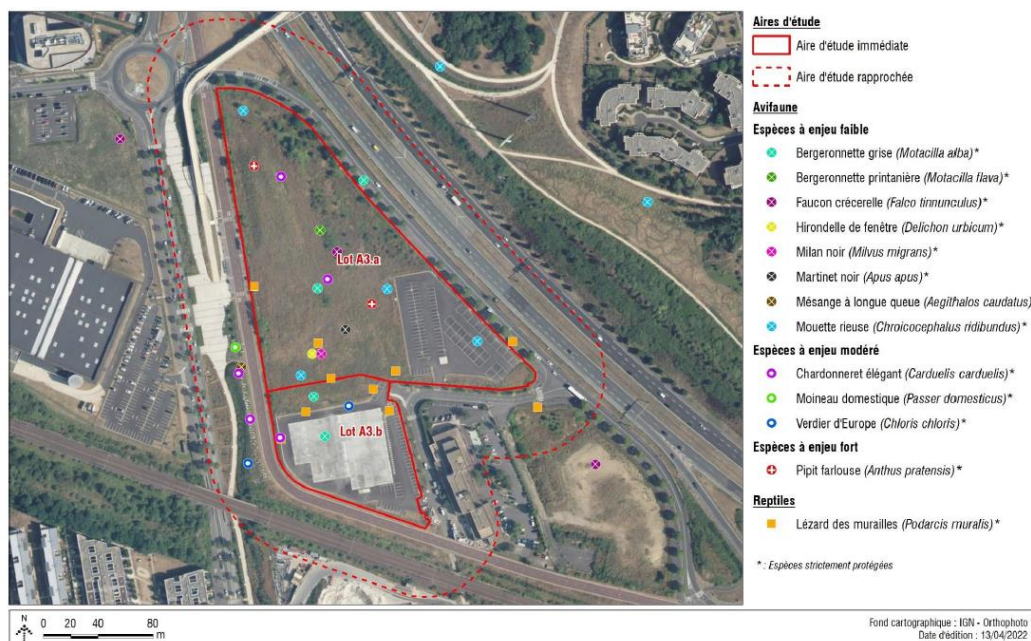 Aires d'étude
Aire d'étude immédiate
Aire d'étude rapprochée
Avifaune
Espèces à enjeu faible
Bergeronnette grise (Motacilla alba)*
Bergeronnette printanière (Motacilla flava)*
Faucon crécerelle (Falco tinnunculus)*
Hirondelle de fenêtre (Delichon urbicum)*
Milan noir (Milvus migrans)*
Martinet noir (Apus apus)*
Mésange à longue queue (Aegithalos caudatus)
Mouette rieuse (Chroicocephalus ridibundus)*
Espèces à enjeu modéré
Chardonneret élégant (Carduelis carduelis)*
Moineau domestique (Passer domesticus)*
Verdier d'Europe (Chloris chloris)*
Espèces à enjeu fort
Pipit farlouse (Anthus pratensis)*
Reptiles
Lézard des murailles (Podarcis muralis)*
* : Espèces strictement protégées
Lot A3.a
Lot A3.b
N
0 20 40 80
m
Fond cartographique : IGN - Orthophoto
Date d'édition : 13/04/2022